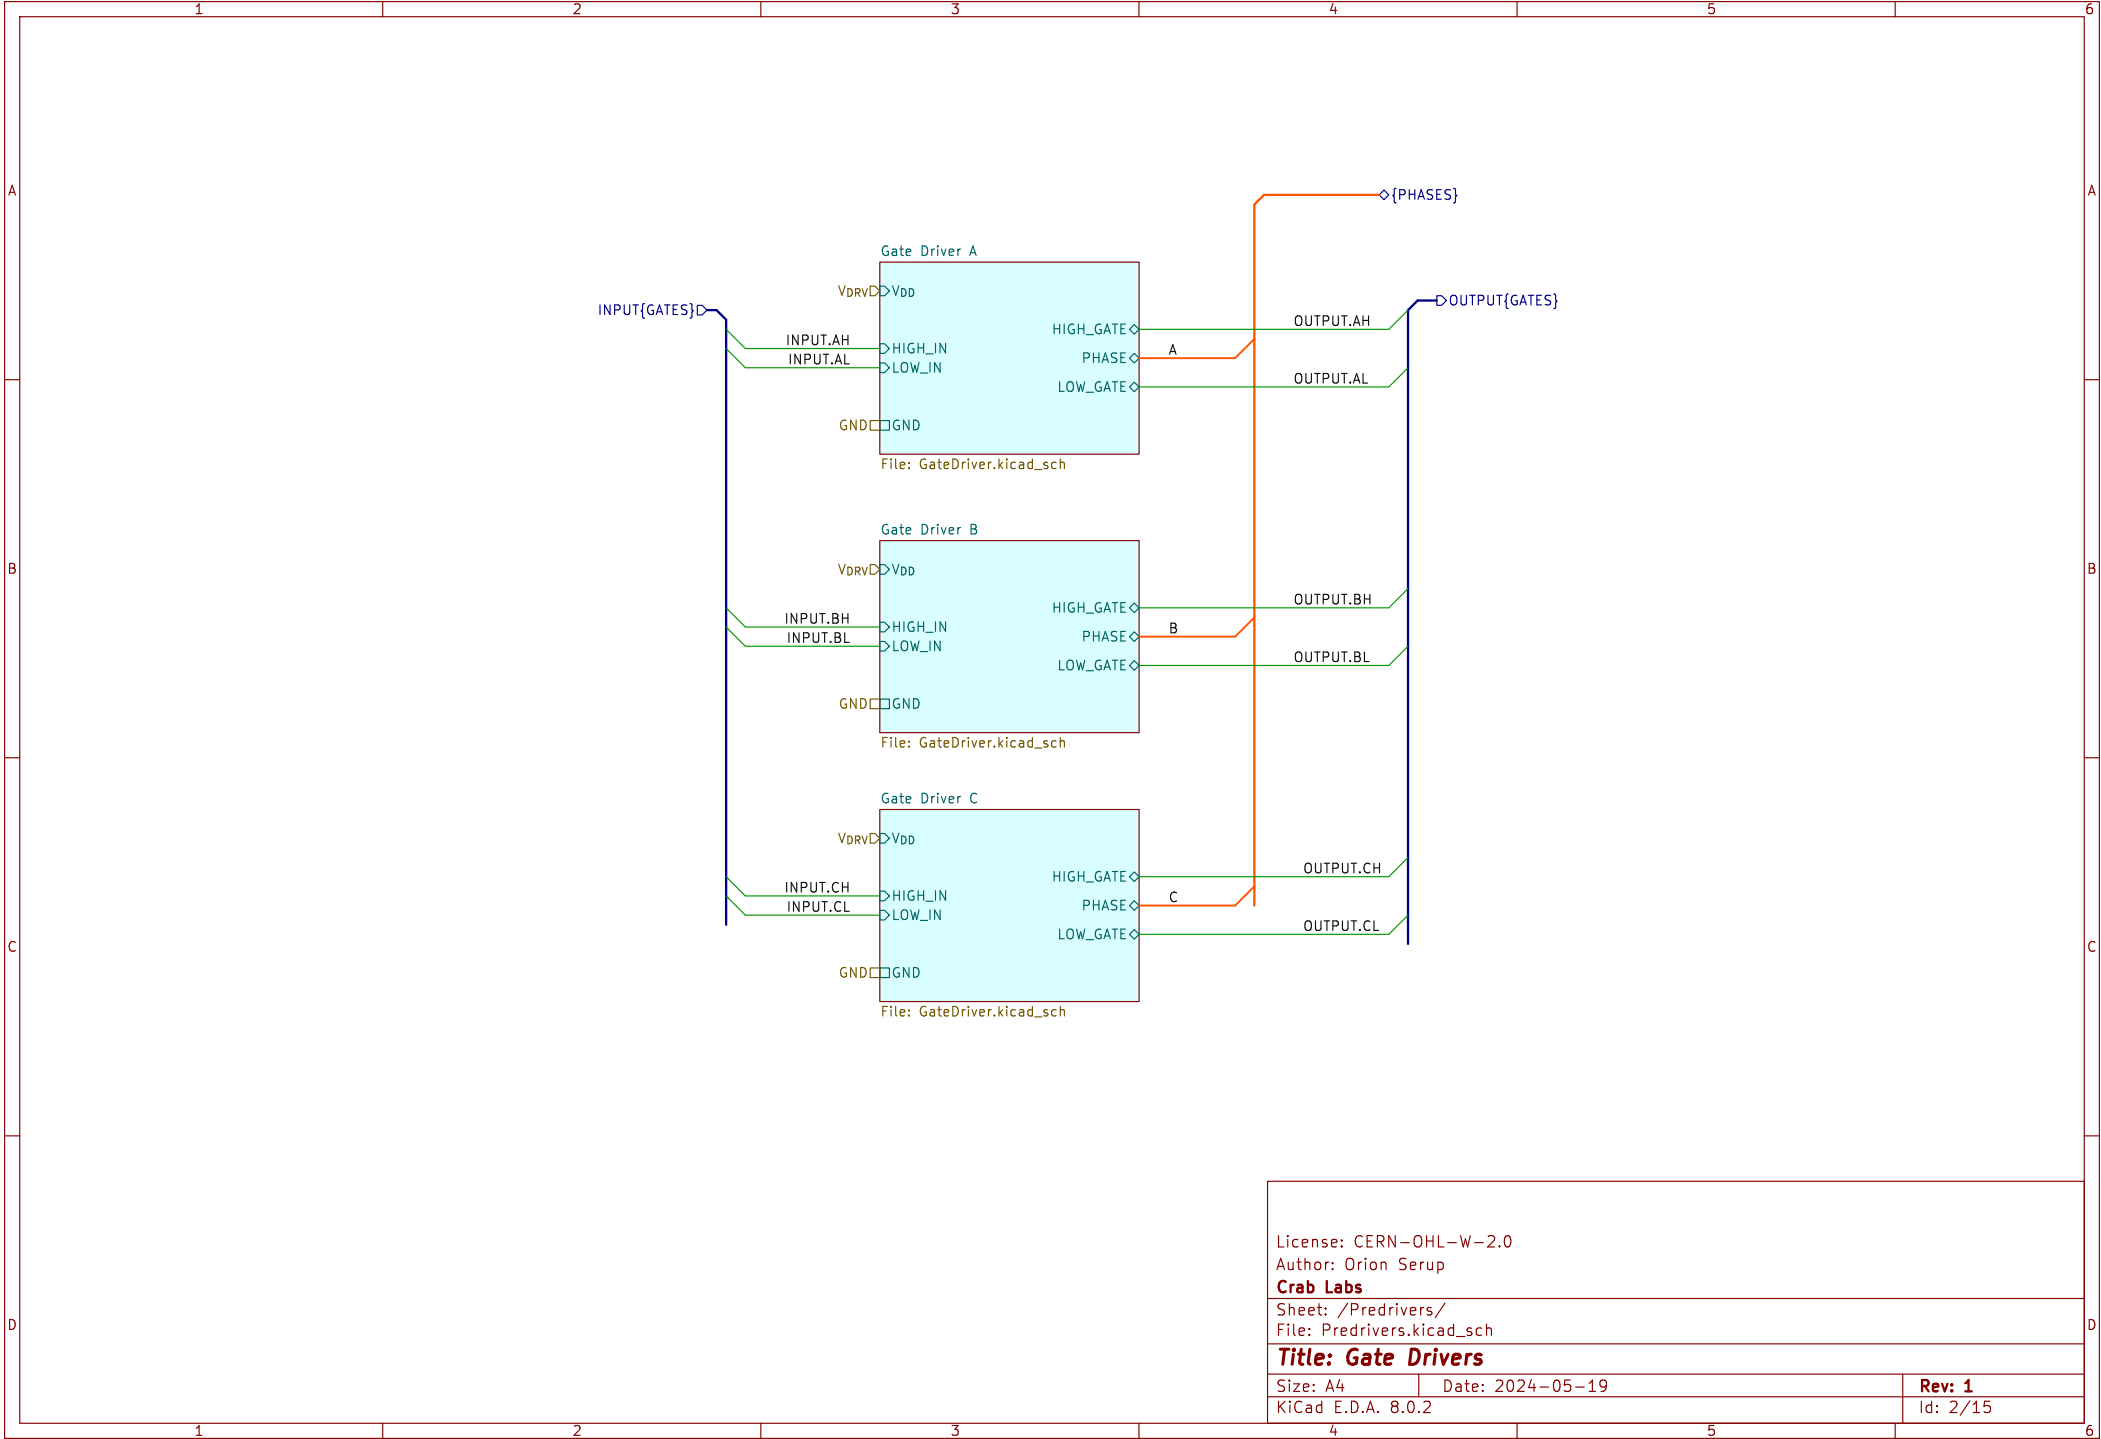 1 2 3 4 5 6
A A
{PHASES}
Gate Driver A
VDRV VDD
INPUT{GATES} OUTPUT{GATES}
INPUT.AH HIGH_IN HIGH_GATE OUTPUT.AH
INPUT.AL LOW_IN PHASE A
LOW_GATE OUTPUT.AL
GND GND
File: GateDriver.kicad_sch
Gate Driver B
B B
VDRV VDD
HIGH_GATE OUTPUT.BH
INPUT.BH HIGH_IN PHASE B
INPUT.BL LOW_IN
LOW_GATE OUTPUT.BL
GND GND
File: GateDriver.kicad_sch
Gate Driver C
VDRV VDD
HIGH_GATE OUTPUT.CH
INPUT.CH HIGH_IN PHASE C
INPUT.CL LOW_IN
LOW_GATE OUTPUT.CL
C C
GND GND
File: GateDriver.kicad_sch
License: CERN-OHL-W-2.0
Author: Orion Serup
Crab Labs
Sheet: /Predrivers/
D D
File: Predrivers.kicad_sch
Title: Gate Drivers
Size: A4 Date: 2024-05-19 Rev: 1
KiCad E.D.A. 8.0.2 Id: 2/15
1 2 3 4 5 6